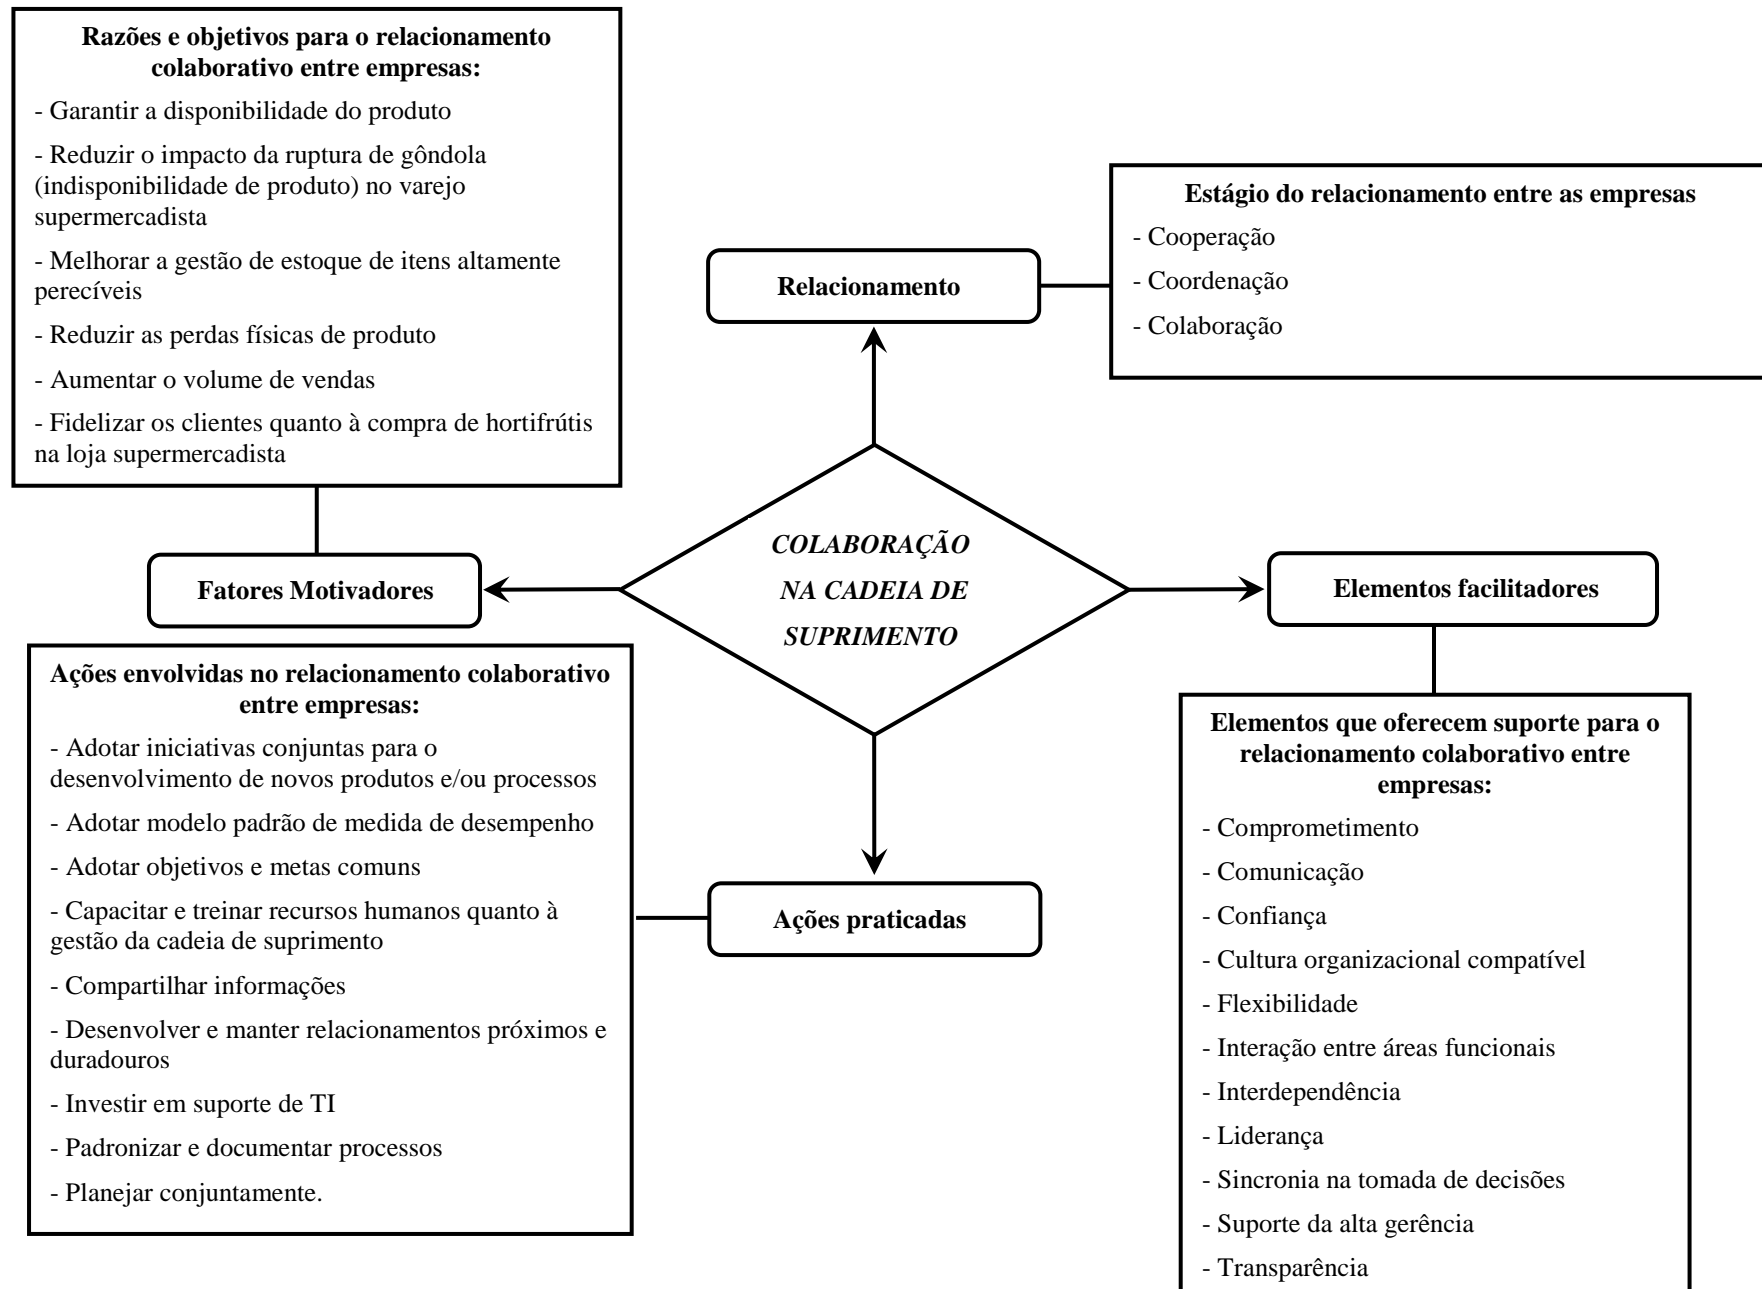 Razões e objetivos para o relacionamento
colaborativo entre empresas:
- Garantir a disponibilidade do produto
- Reduzir o impacto da ruptura de gôndola
(indisponibilidade de produto) no varejo
supermercadista
- Melhorar a gestão de estoque de itens altamente
perecíveis
- Reduzir as perdas físicas de produto
- Aumentar o volume de vendas
- Fidelizar os clientes quanto à compra de hortifrútis
na loja supermercadista
Estágio do relacionamento entre as empresas
- Cooperação
- Coordenação
- Colaboração
Relacionamento
Fatores Motivadores
COLABORAÇÃO
NA CADEIA DE
SUPRIMENTO
Elementos facilitadores
Ações envolvidas no relacionamento colaborativo
entre empresas:
- Adotar iniciativas conjuntas para o
desenvolvimento de novos produtos e/ou processos
- Adotar modelo padrão de medida de desempenho
- Adotar objetivos e metas comuns
- Capacitar e treinar recursos humanos quanto à
gestão da cadeia de suprimento
- Compartilhar informações
- Desenvolver e manter relacionamentos próximos e
duradouros
- Investir em suporte de TI
- Padronizar e documentar processos
- Planejar conjuntamente.
Ações praticadas
Elementos que oferecem suporte para o
relacionamento colaborativo entre
empresas:
- Comprometimento
- Comunicação
- Confiança
- Cultura organizacional compatível
- Flexibilidade
- Interação entre áreas funcionais
- Interdependência
- Liderança
- Sincronia na tomada de decisões
- Suporte da alta gerência
- Transparência